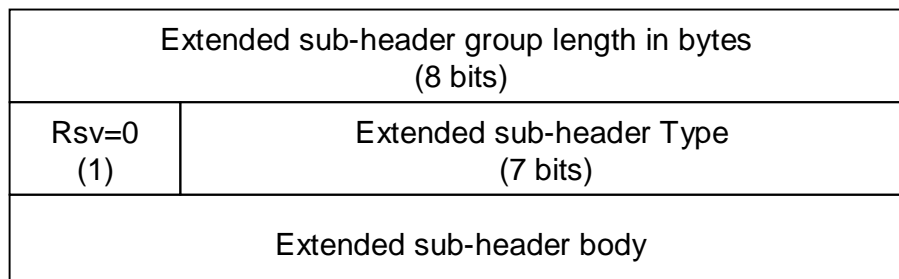 Extended sub-header group length in bytes
(8 bits)
Rsv=0
(1)
Extended sub-header Type
(7 bits)
Extended sub-header body